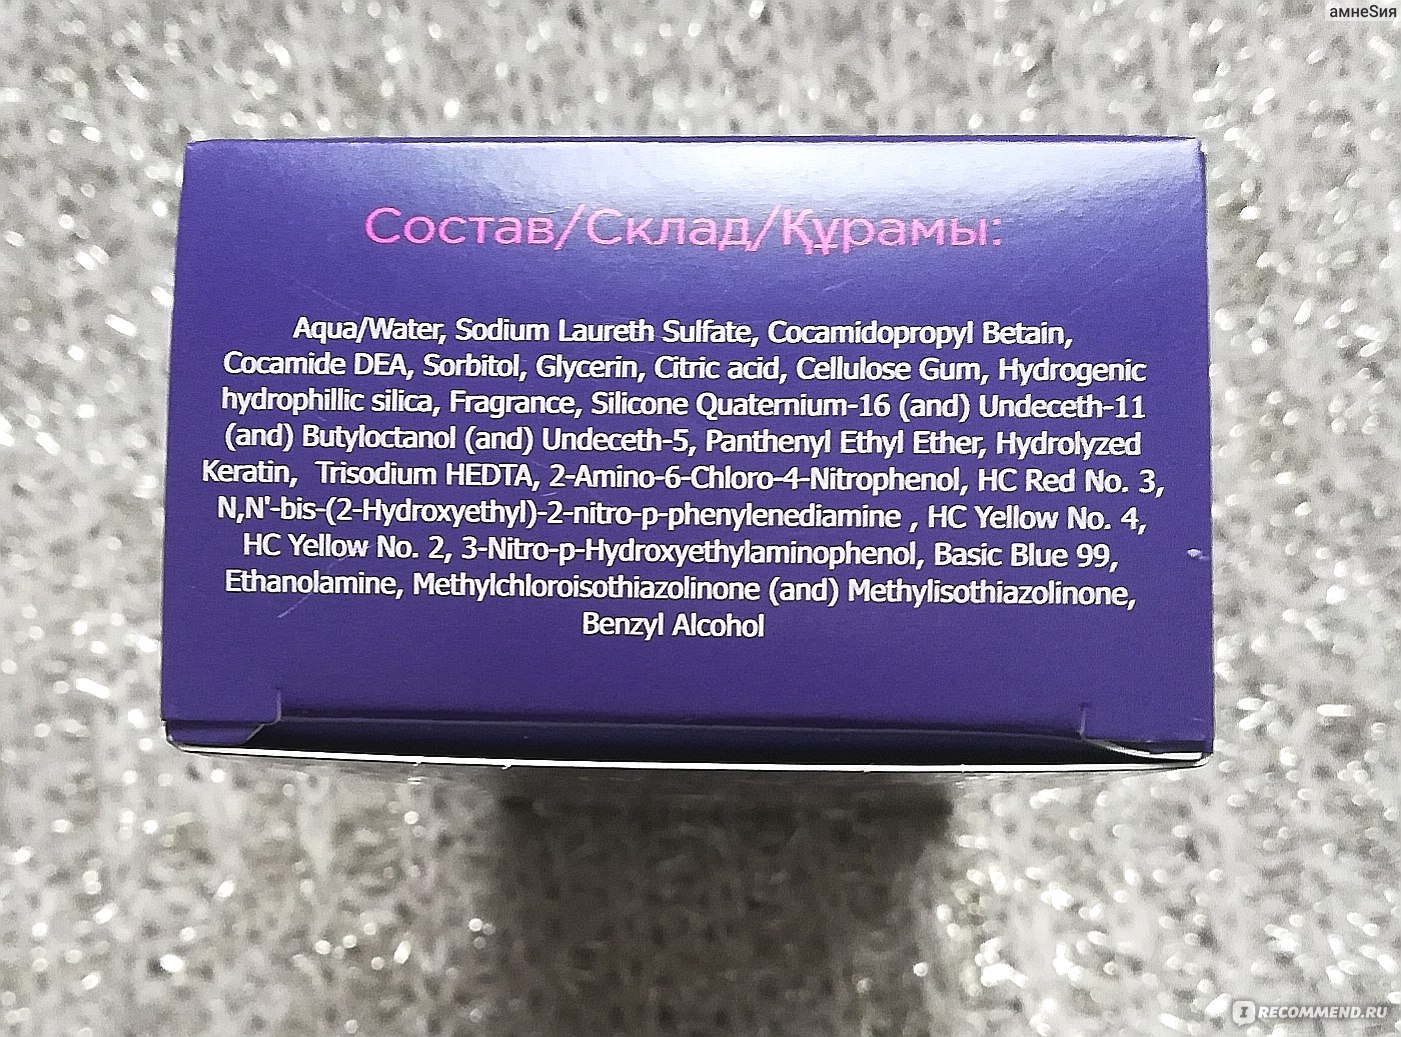 амнеSия
Состав/Склад/Құрамы:
Aqua/Water, Sodium Laureth Sulfate, Cocamidopropyl Betain,
Cocamide DEA, Sorbitol, Glycerin, Citric acid, Cellulose Gum, Hydrogenic
hydrophillic silica, Fragrance, Silicone Quaternium-16 (and) Undeceth-11
(and) Butyloctanol (and) Undeceth-5, Panthenyl Ethyl Ether, Hydrolyzed
Keratin, Trisodium HEDTA, 2-Amino-6-Chloro-4-Nitrophenol, HC Red No. 3,
N,N'-bis-(2-Hydroxyethyl)-2-nitro-p-phenylenediamine , HC Yellow No. 4,
HC Yellow No. 2, 3-Nitro-p-Hydroxyethylaminophenol, Basic Blue 99,
Ethanolamine, Methylchloroisothiazolinone (and) Methylisothiazolinone,
Benzyl Alcohol
IRECOMMEND.RU